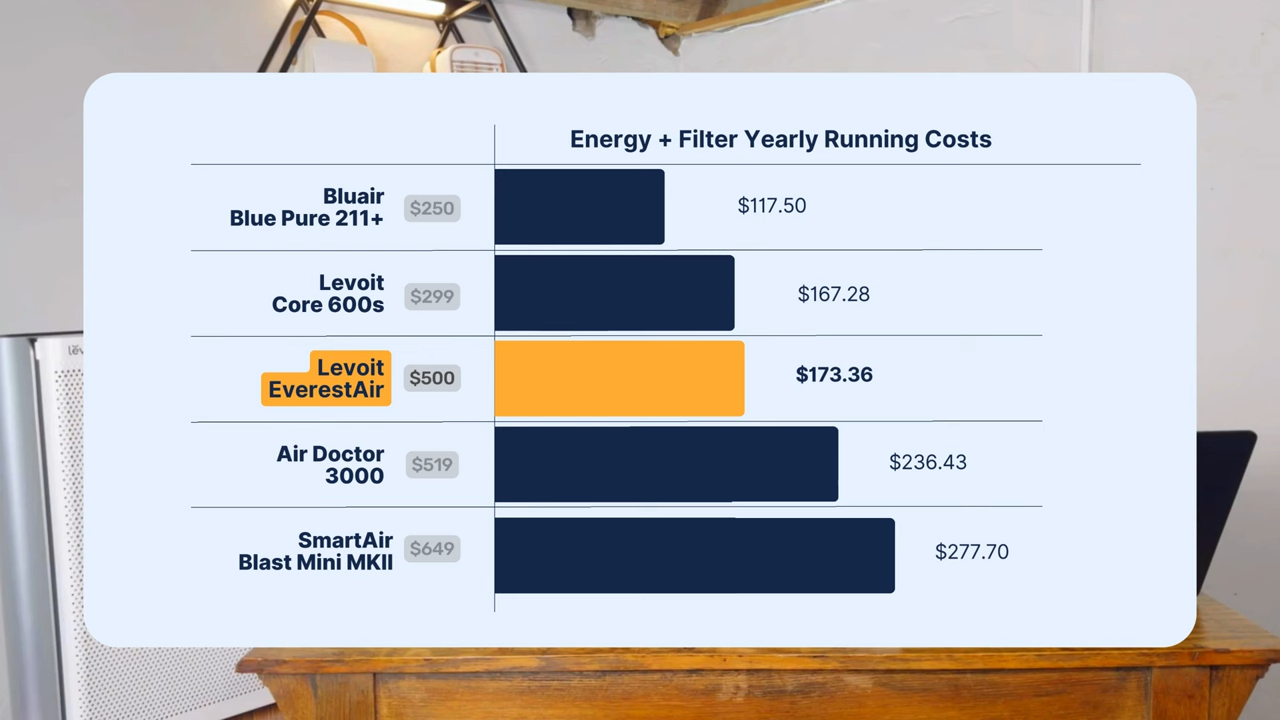 Energy + Filter Yearly Running Costs
Bluair
Blue Pure 211+
$250
$117.50
Levoit
Core 600s
$299
$167.28
Levoit
EverestAir
$500
$173.36
Air Doctor
3000
$519
$236.43
SmartAir
Blast Mini MKII
$649
$277.70